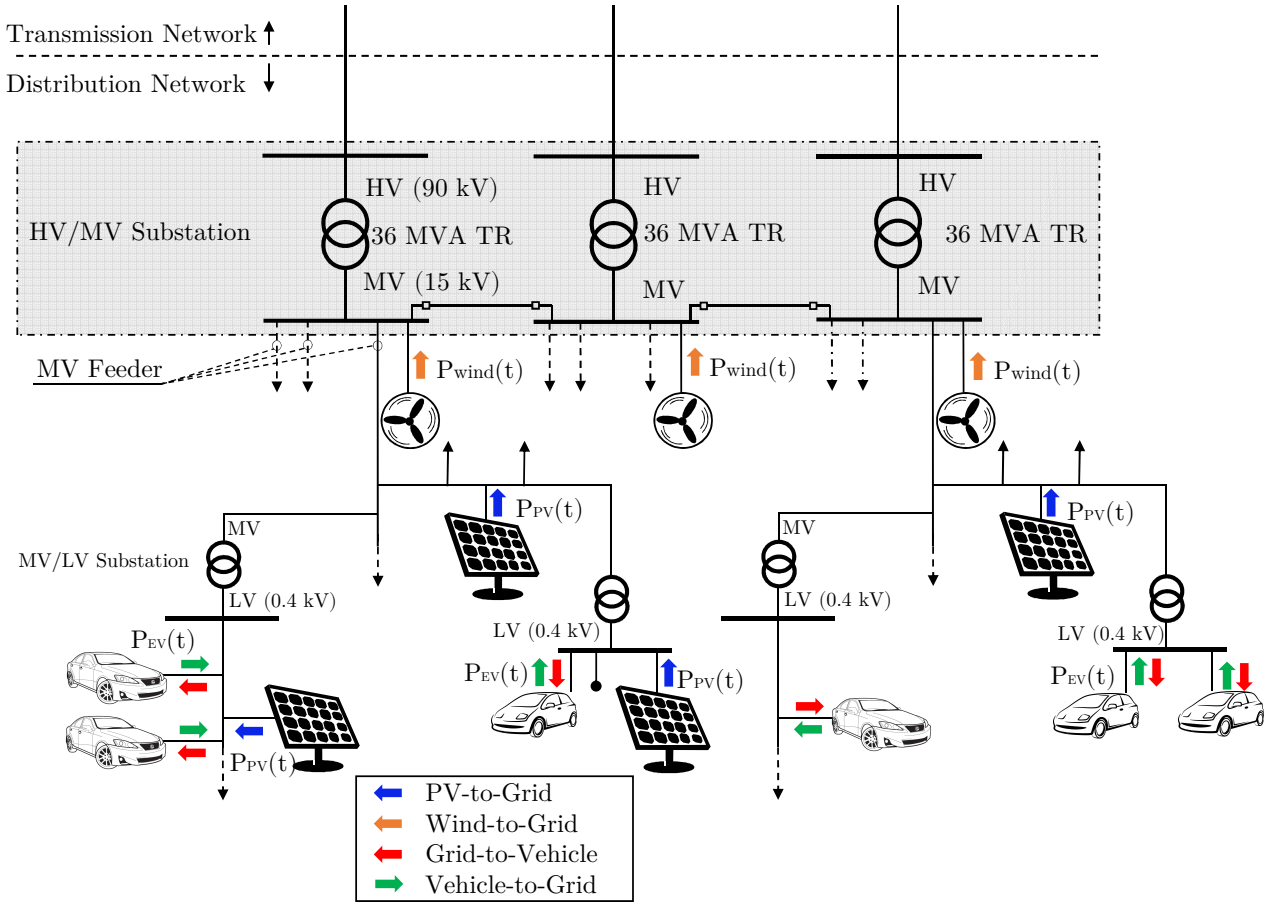 Transmission Network
Distribution Network
HV (90 kV)
HV
HV
HV/MV Substation
36 MVA TR
36 MVA TR
36 MVA TR
MV (15 kV)
MV
MV
MV Feeder
Pwind(t)
Pwind(t)
Pwind(t)
PPV(t)
PPV(t)
MV
MV
MV/LV Substation
LV (0.4 kV)
LV (0.4 kV)
LV (0.4 kV)
LV (0.4 kV)
PEV(t)
PEV(t)
PPV(t)
PEV(t)
PPV(t)
PV-to-Grid
Wind-to-Grid
Grid-to-Vehicle
Vehicle-to-Grid